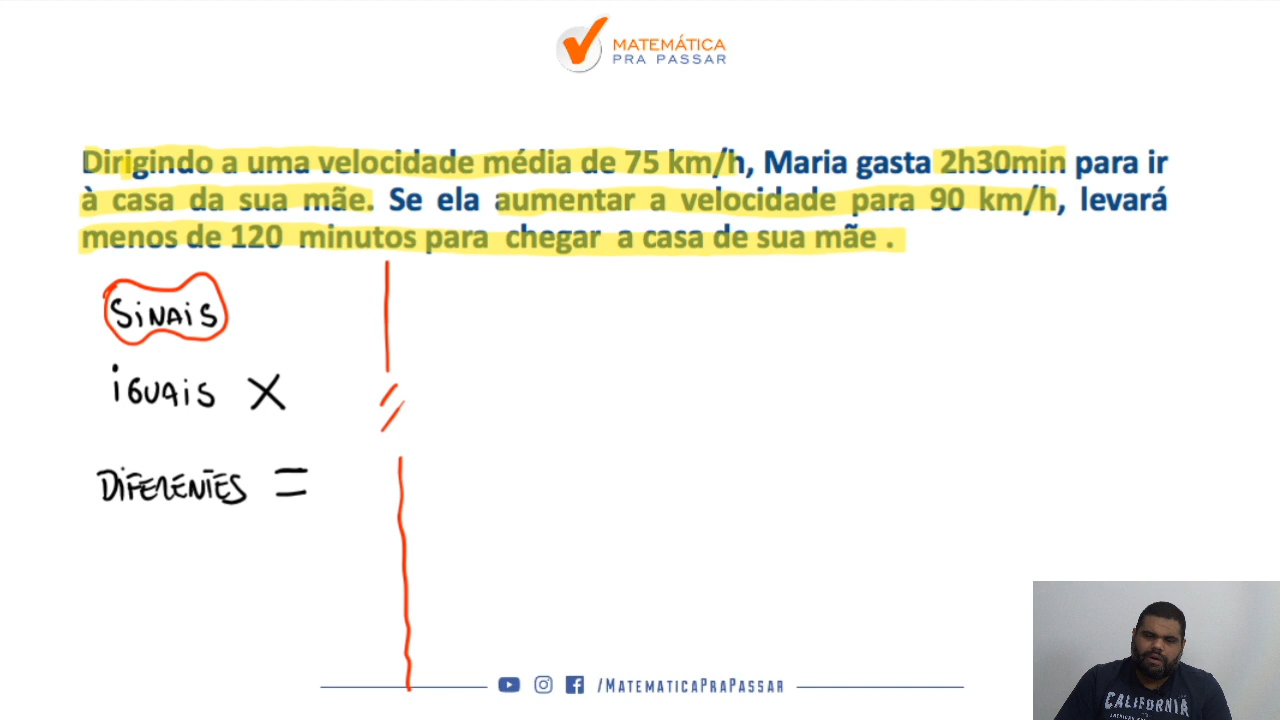 MATEMÁTICA
PRA PASSAR
Dirigindo a uma velocidade média de 75 km/h, Maria gasta 2h30min para ir
à casa da sua mãe. Se ela aumentar a velocidade para 90 km/h, levará
menos de 120 minutos para chegar a casa de sua mãe .
SiNAiS
iGUAiS X
DiFERENTES =
/MATEMATICAPRAPASSAR
CALIFORNIA